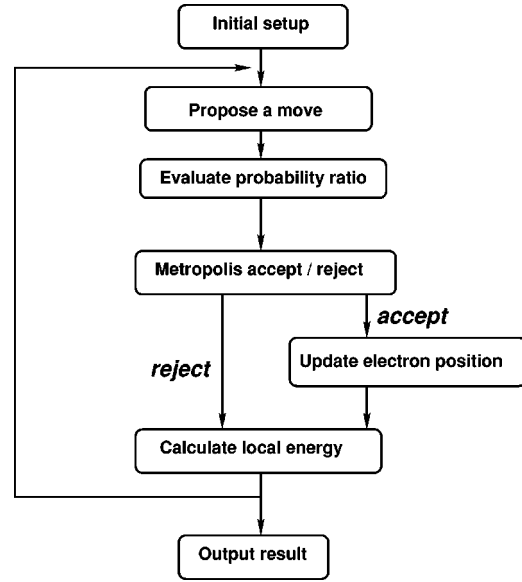 Initial setup
Propose a move
Evaluate probability ratio
Metropolis accept / reject
accept
reject
Update electron position
Calculate local energy
Output result